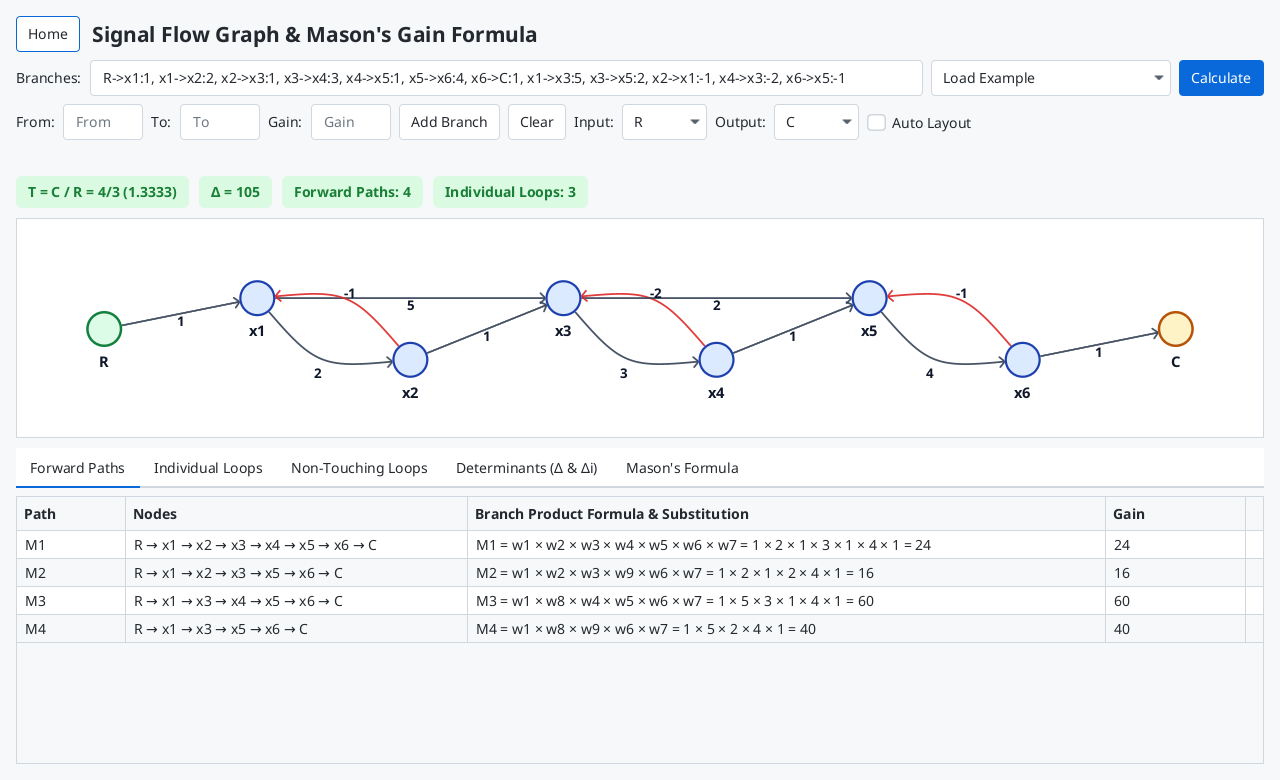 Home Signal Flow Graph & Mason's Gain Formula
Branches: R->x1:1, x1->x2:2, x2->x3:1, x3->x4:3, x4->x5:1, x5->x6:4, x6->C:1, x1->x3:5, x3->x5:2, x2->x1:-1, x4->x3:-2, x6->x5:-1 Load Example Calculate
From: From To: To Gain: Gain Add Branch Clear Input: R Output: C Auto Layout
T = C / R = 4/3 (1.3333) Δ = 105 Forward Paths: 4 Individual Loops: 3
-1 -2 -1
5 2
1
x1 x3 x5
1 1 1
R C
2 3 4
x2 x4 x6
Forward Paths Individual Loops Non-Touching Loops Determinants (Δ & Δi) Mason's Formula
Path Nodes Branch Product Formula & Substitution Gain
M1 R → x1 → x2 → x3 → x4 → x5 → x6 → C M1 = w1 × w2 × w3 × w4 × w5 × w6 × w7 = 1 × 2 × 1 × 3 × 1 × 4 × 1 = 24 24
M2 R → x1 → x2 → x3 → x5 → x6 → C M2 = w1 × w2 × w3 × w9 × w6 × w7 = 1 × 2 × 1 × 2 × 4 × 1 = 16 16
M3 R → x1 → x3 → x4 → x5 → x6 → C M3 = w1 × w8 × w4 × w5 × w6 × w7 = 1 × 5 × 3 × 1 × 4 × 1 = 60 60
M4 R → x1 → x3 → x5 → x6 → C M4 = w1 × w8 × w9 × w6 × w7 = 1 × 5 × 2 × 4 × 1 = 40 40